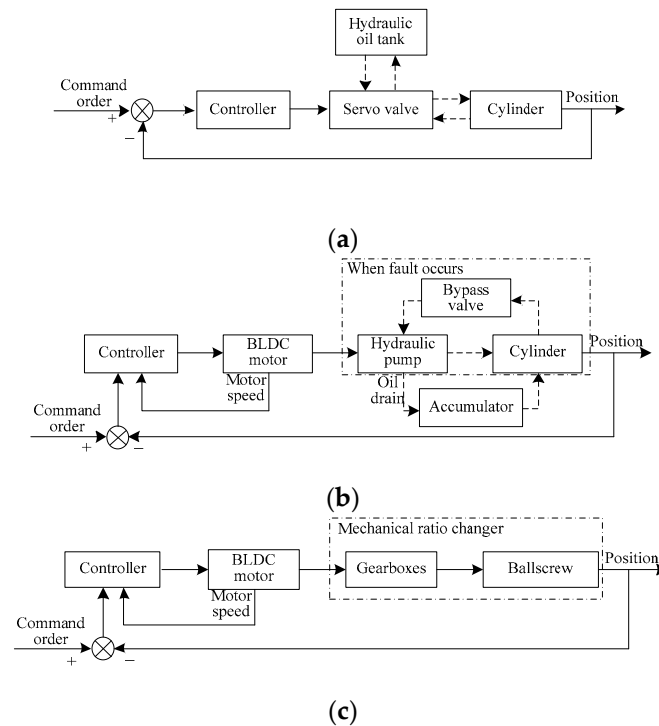 Hydraulic
oil tank
Command
order
+
−
Controller
Servo valve
Cylinder
Position
(a)
When fault occurs
Bypass
valve
Controller
BLDC
motor
Hydraulic
pump
Cylinder
Position
Motor
speed
Oil
drain
Accumulator
Command
order
+
−
(b)
Mechanical ratio changer
Controller
BLDC
motor
Gearboxes
Ballscrew
Position
Motor
speed
Command
order
+
−
(c)